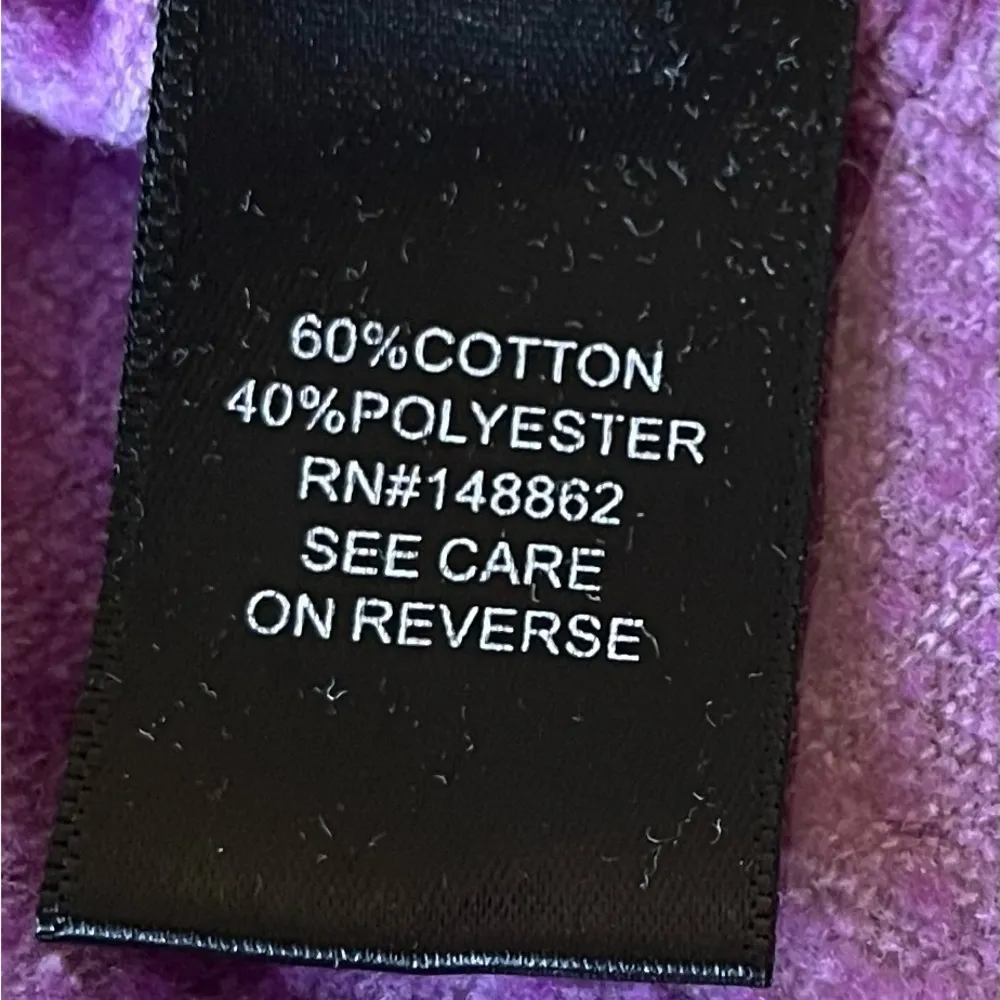 60%COTTON
40%POLYESTER
RN#148862
SEE CARE
ON REVERSE